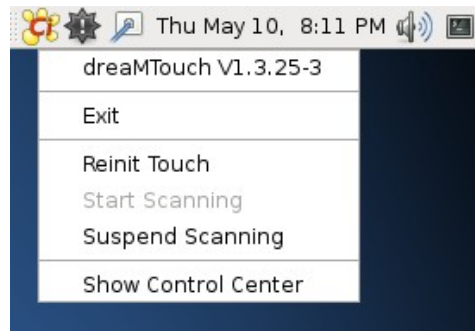 Thu May 10, 8:11 PM
dreaMTouch V1.3.25-3
Exit
Reinit Touch
Start Scanning
Suspend Scanning
Show Control Center